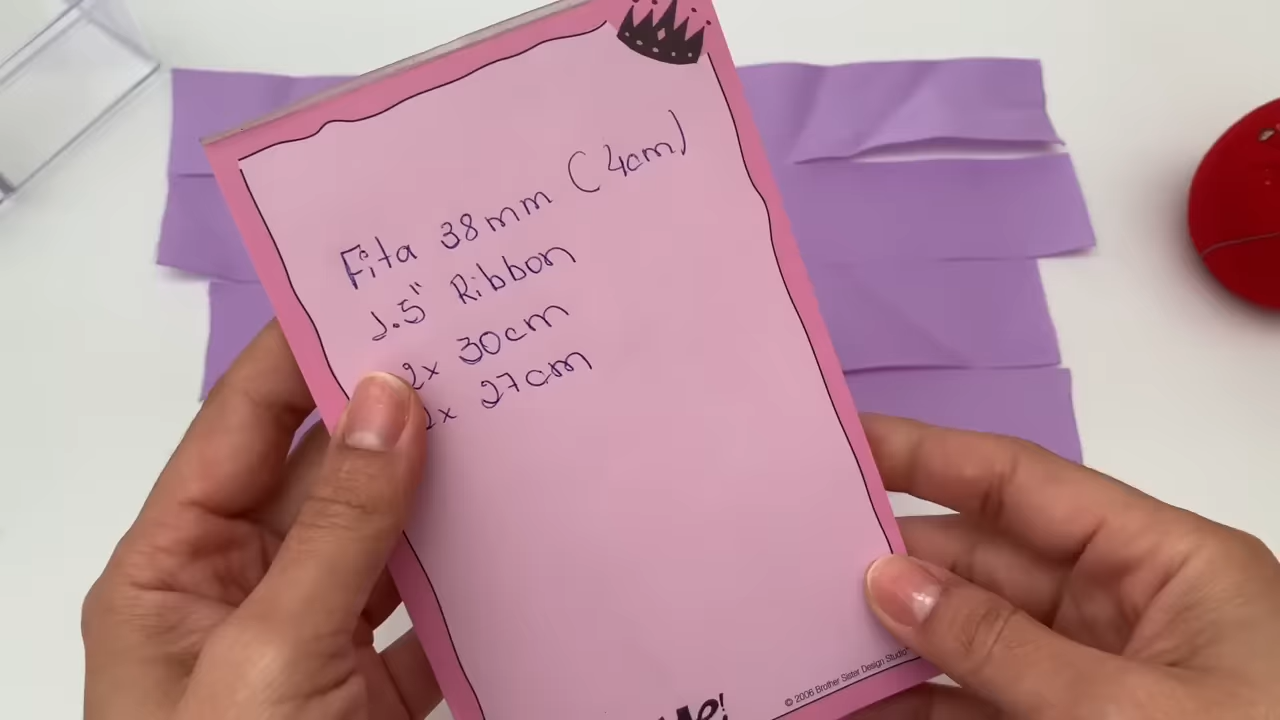 Fita 38mm (4cm)
1.5" Ribbon
2x 30cm
2x 27cm
© 2006 Brother Sister Design Studio